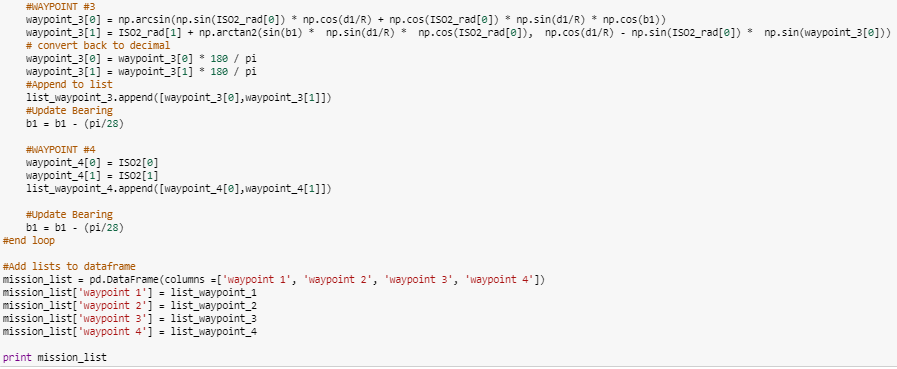 #WAYPOINT #3
waypoint_3[0] = np.arcsin(np.sin(ISO2_rad[0]) * np.cos(d1/R) + np.cos(ISO2_rad[0]) * np.sin(d1/R) * np.cos(b1))
waypoint_3[1] = ISO2_rad[1] + np.arctan2(sin(b1) *  np.sin(d1/R) *  np.cos(ISO2_rad[0]),  np.cos(d1/R) - np.sin(ISO2_rad[0]) *  np.sin(waypoint_3[0]))
# convert back to decimal
waypoint_3[0] = waypoint_3[0] * 180 / pi
waypoint_3[1] = waypoint_3[1] * 180 / pi
#Append to list
list_waypoint_3.append([waypoint_3[0],waypoint_3[1]])
#Update Bearing
b1 = b1 - (pi/28)
#WAYPOINT #4
waypoint_4[0] = ISO2[0]
waypoint_4[1] = ISO2[1]
list_waypoint_4.append([waypoint_4[0],waypoint_4[1]])
#Update Bearing
b1 = b1 - (pi/28)
#end loop
#Add lists to dataframe
mission_list = pd.DataFrame(columns =['waypoint 1', 'waypoint 2', 'waypoint 3', 'waypoint 4'])
mission_list['waypoint 1'] = list_waypoint_1
mission_list['waypoint 2'] = list_waypoint_2
mission_list['waypoint 3'] = list_waypoint_3
mission_list['waypoint 4'] = list_waypoint_4
print mission_list